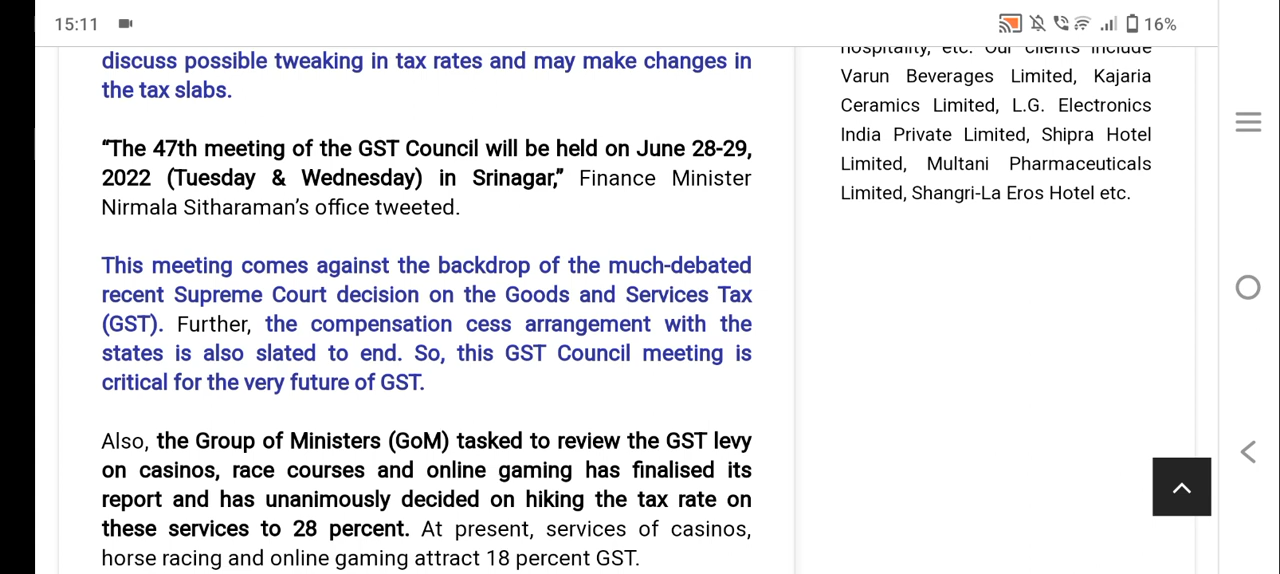 15:11
16%
discuss possible tweaking in tax rates and may make changes in
the tax slabs.
“The 47th meeting of the GST Council will be held on June 28-29,
2022 (Tuesday & Wednesday) in Srinagar,” Finance Minister
Nirmala Sitharaman’s office tweeted.
This meeting comes against the backdrop of the much-debated
recent Supreme Court decision on the Goods and Services Tax
(GST). Further, the compensation cess arrangement with the
states is also slated to end. So, this GST Council meeting is
critical for the very future of GST.
Also, the Group of Ministers (GoM) tasked to review the GST levy
on casinos, race courses and online gaming has finalised its
report and has unanimously decided on hiking the tax rate on
these services to 28 percent. At present, services of casinos,
horse racing and online gaming attract 18 percent GST.
hospitality, etc. Our clients include
Varun Beverages Limited, Kajaria
Ceramics Limited, L.G. Electronics
India Private Limited, Shipra Hotel
Limited, Multani Pharmaceuticals
Limited, Shangri-La Eros Hotel etc.